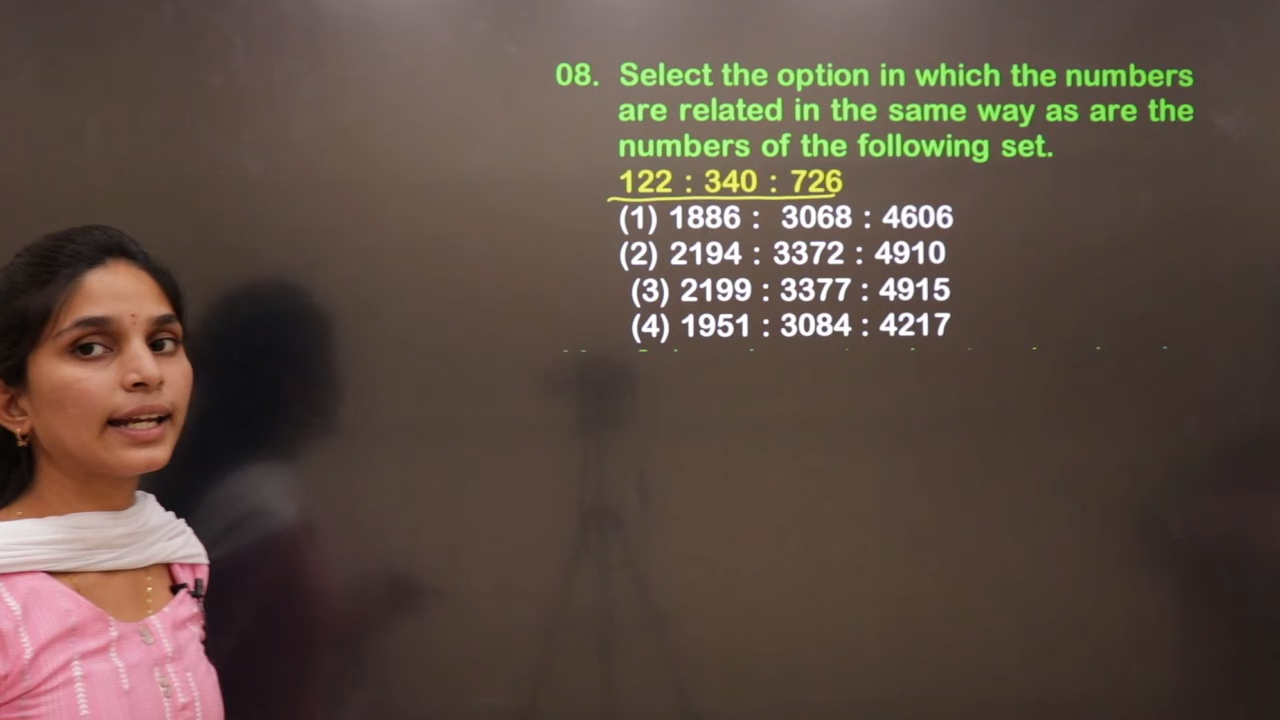 08. Select the option in which the numbers
are related in the same way as are the
numbers of the following set.
122 : 340 : 726
(1) 1886 : 3068 : 4606
(2) 2194 : 3372 : 4910
(3) 2199 : 3377 : 4915
(4) 1951 : 3084 : 4217